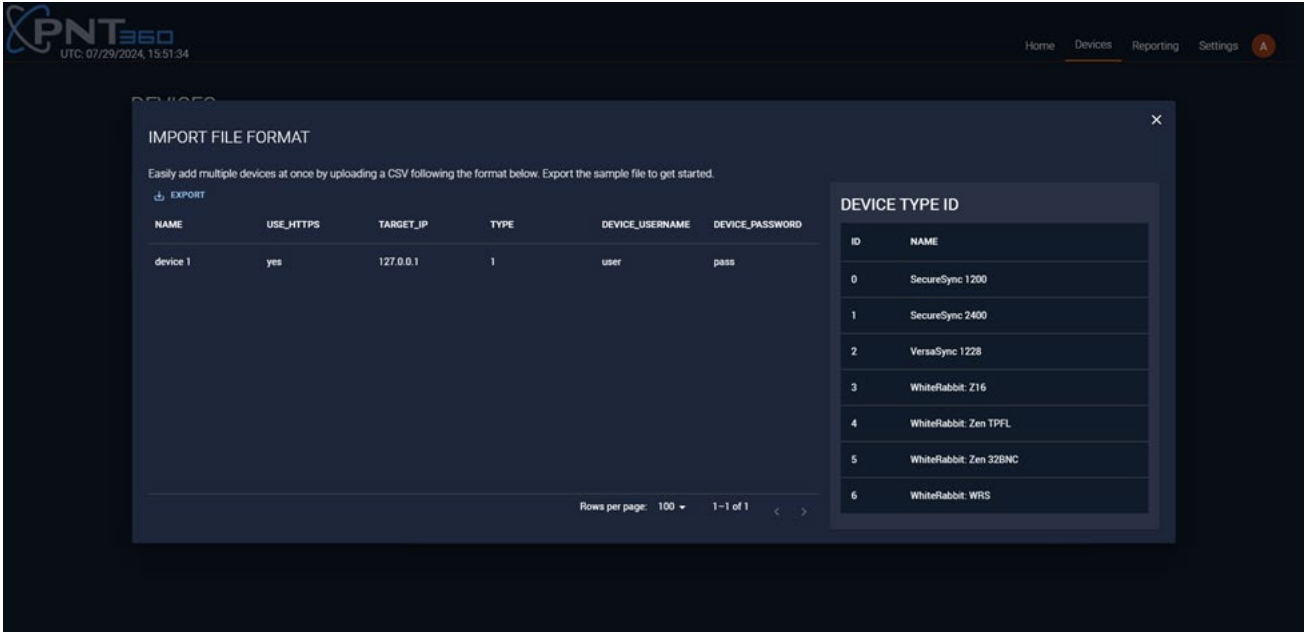 PNT360
UTC: 07/29/2024, 15:51:34
Home Devices Reporting Settings A
DEVICES
IMPORT FILE FORMAT
Easily add multiple devices at once by uploading a CSV following the format below. Export the sample file to get started.
EXPORT
NAME USE_HTTPS TARGET_IP TYPE DEVICE_USERNAME DEVICE_PASSWORD
device 1 yes 127.0.0.1 1 user pass
Rows per page: 100 1–1 of 1
DEVICE TYPE ID
ID NAME
0 SecureSync 1200
1 SecureSync 2400
2 VersaSync 1228
3 WhiteRabbit: Z16
4 WhiteRabbit: Zen TPFL
5 WhiteRabbit: Zen 32BNC
6 WhiteRabbit: WRS